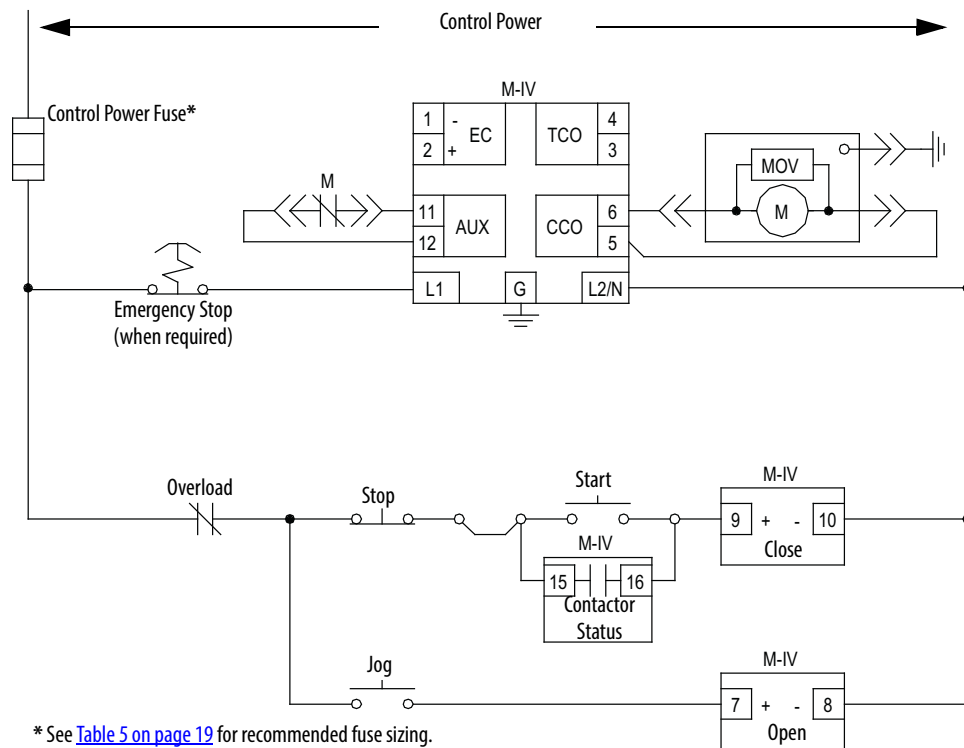 Control Power
Control Power Fuse*
M-IV
1 - EC TCO 4
2 + 3
MOV
M
M
11 AUX CCO 6
12 5
L1 G L2/N
Emergency Stop
(when required)
Overload
Stop
Start
M-IV
9 + - 10
Close
M-IV
15 16
Contactor
Status
Jog
M-IV
7 + - 8
Open
* See Table 5 on page 19 for recommended fuse sizing.